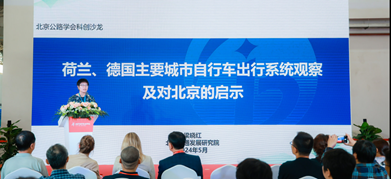 北京公路学会科创沙龙
荷兰、德国主要城市自行车出行系统观察
及对北京的启示
梁晓红
发展研究院
2024年5月